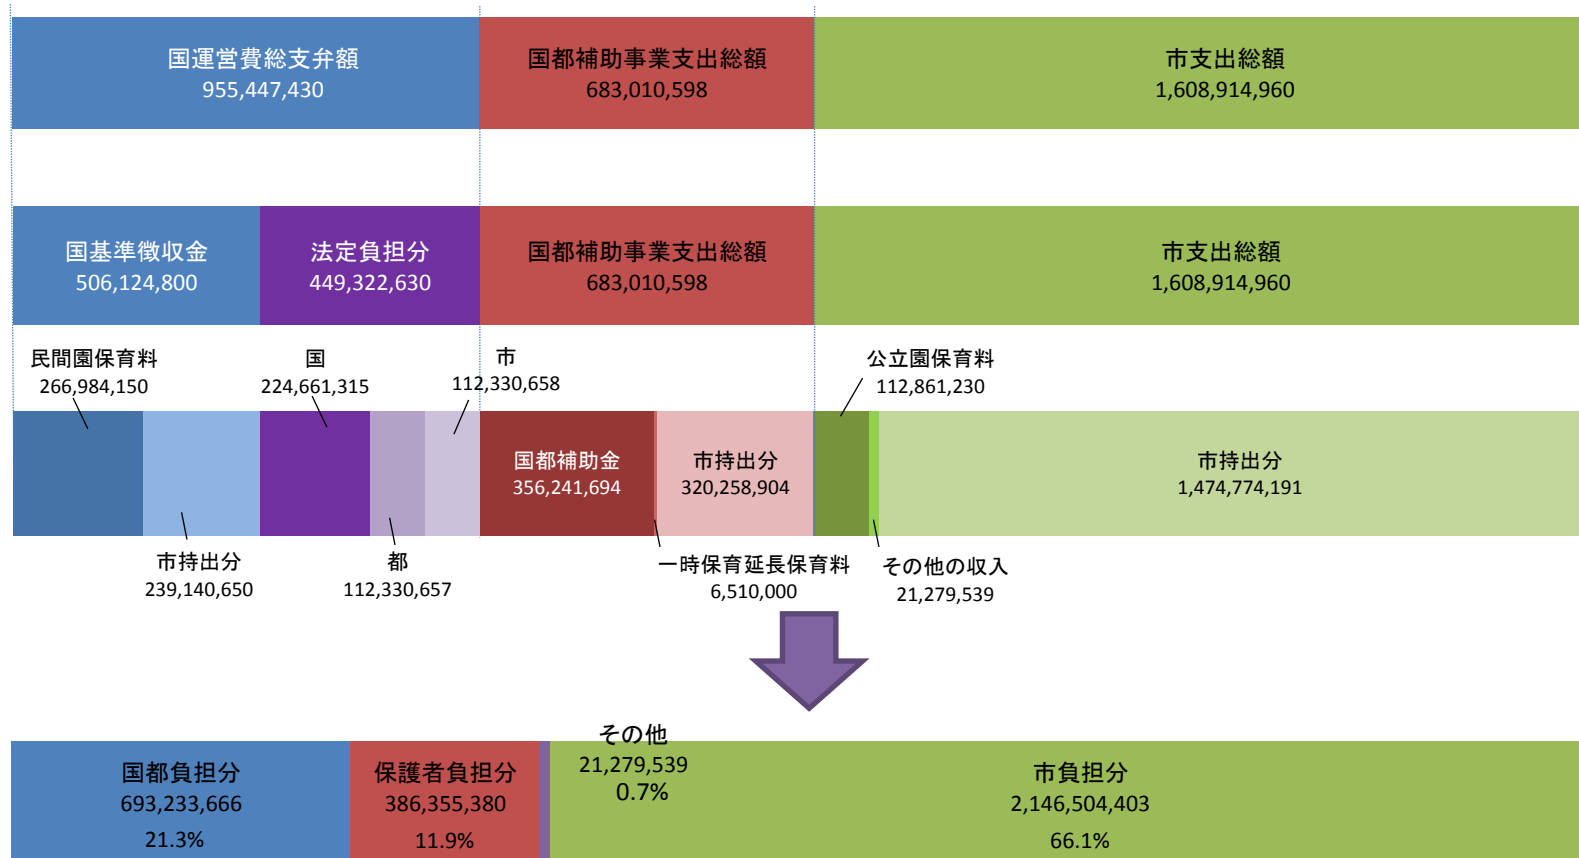 国運営費総支弁額
955,447,430
国都補助事業支出総額
683,010,598
市支出総額
1,608,914,960
国基準徴収金
506,124,800
法定負担分
449,322,630
国都補助事業支出総額
683,010,598
市支出総額
1,608,914,960
民間園保育料
266,984,150
国
224,661,315
市
112,330,658
公立園保育料
112,861,230
国都補助金
356,241,694
市持出分
320,258,904
市持出分
1,474,774,191
市持出分
239,140,650
都
112,330,657
一時保育延長保育料
6,510,000
その他の収入
21,279,539
国都負担分
693,233,666
21.3%
保護者負担分
386,355,380
11.9%
その他
21,279,539
0.7%
市負担分
2,146,504,403
66.1%